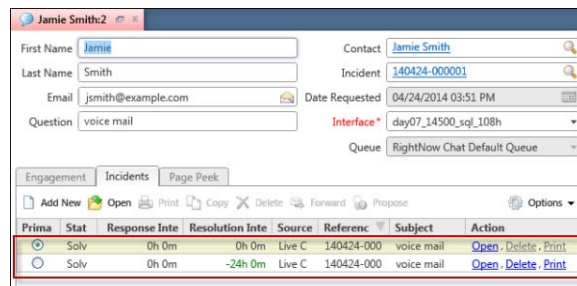 Jamie Smith:2
First Name Jamie Contact Jamie Smith
Last Name Smith Incident 140424-000001
Email jsmith@example.com Date Requested 04/24/2014 03:51 PM
Question voice mail Interface* day07_14500_sql_108h
Queue RightNow Chat Default Queue
Engagement Incidents Page Peek
Add New Open Print Copy Delete Forward Propose Options
Prima Stat Response Inte Resolution Inte Source Referenc Subject Action
Solv 0h 0m 0h 0m Live C 140424-000 voice mail Open, Delete, Print
Solv 0h 0m -24h 0m Live C 140424-000 voice mail Open, Delete, Print